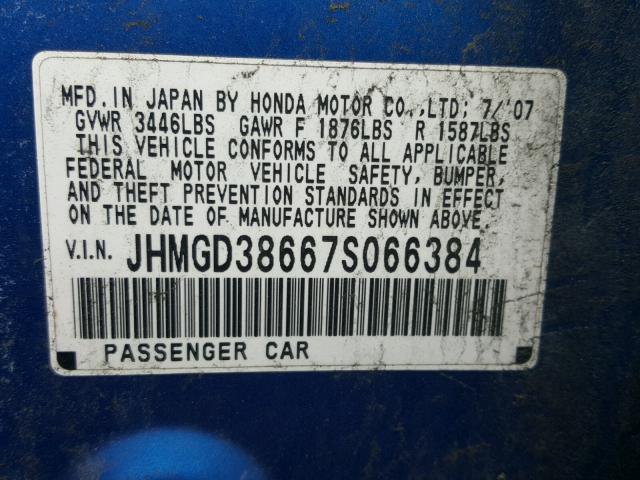 MFD. IN JAPAN BY HONDA MOTOR CO.,LTD; 7/'07
GVWR 3446LBS GAWR F 1876LBS R 1587LBS
THIS VEHICLE CONFORMS TO ALL APPLICABLE
FEDERAL MOTOR VEHICLE SAFETY, BUMPER,
AND THEFT PREVENTION STANDARDS IN EFFECT
ON THE DATE OF MANUFACTURE SHOWN ABOVE.
V.I.N. JHMGD38667S066384
PASSENGER CAR